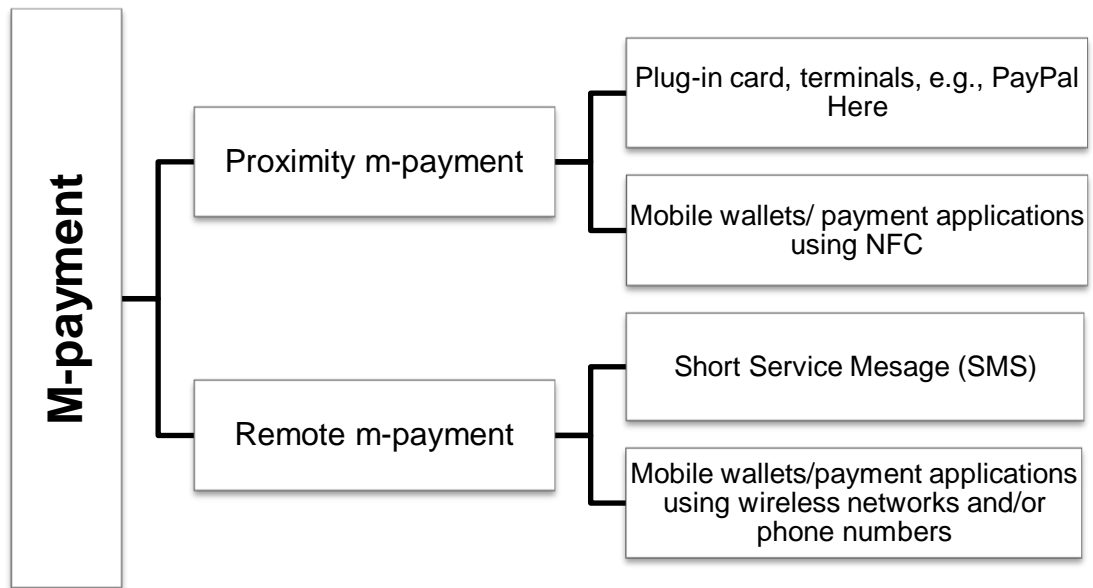 M-payment
Proximity m-payment
Plug-in card, terminals, e.g., PayPal
Here
Mobile wallets/ payment applications
using NFC
Remote m-payment
Short Service Mesage (SMS)
Mobile wallets/payment applications
using wireless networks and/or
phone numbers